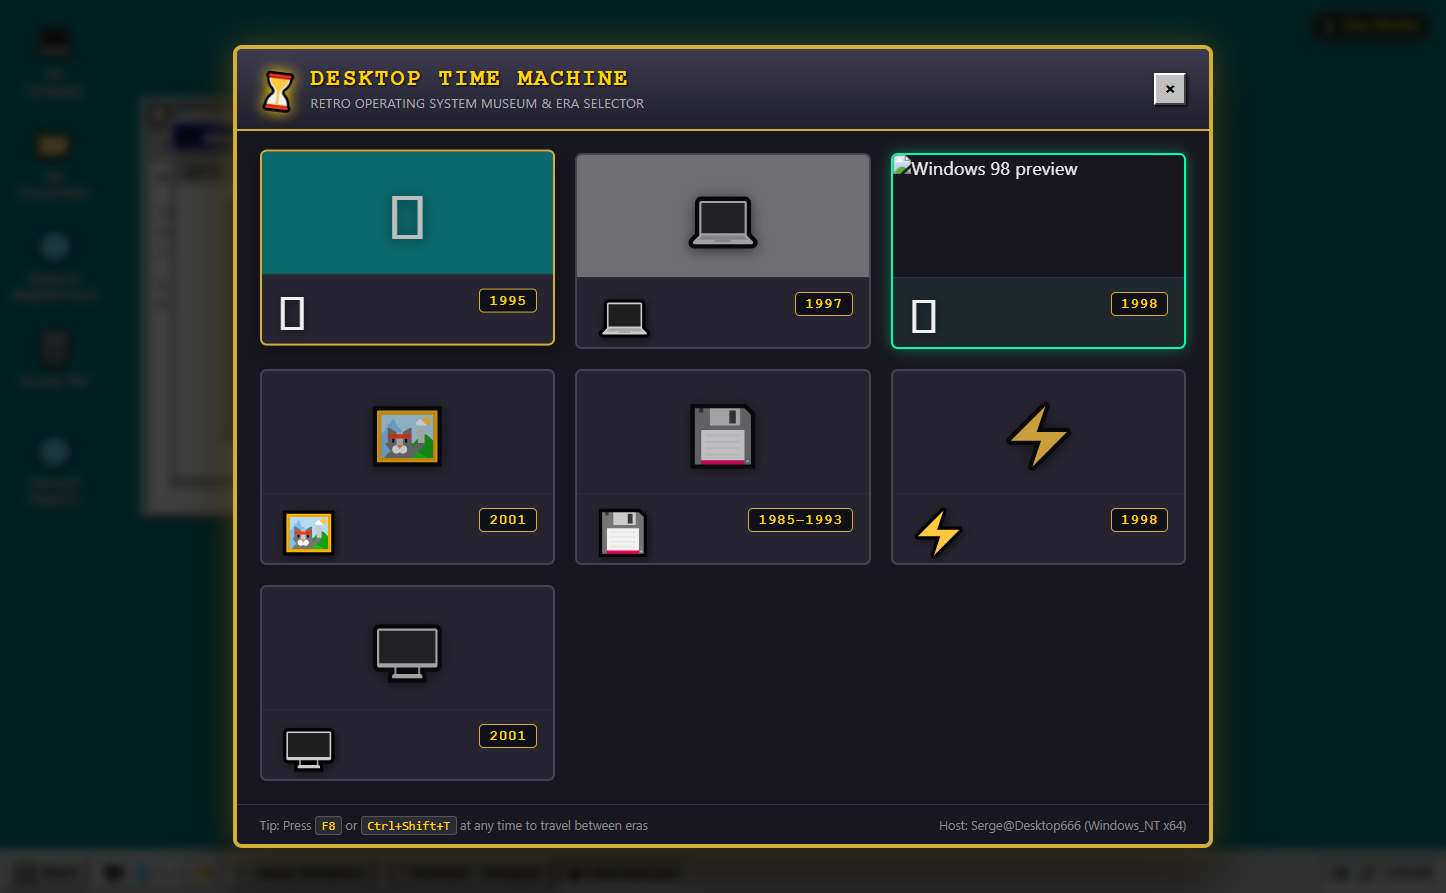 DESKTOP TIME MACHINE
RETRO OPERATING SYSTEM MUSEUM & ERA SELECTOR
×
1995
1997
Windows 98 preview
1998
2001
1985–1993
1998
2001
Tip: Press F8 or Ctrl+Shift+T at any time to travel between eras
Host: Serge@Desktop666 (Windows_NT x64)